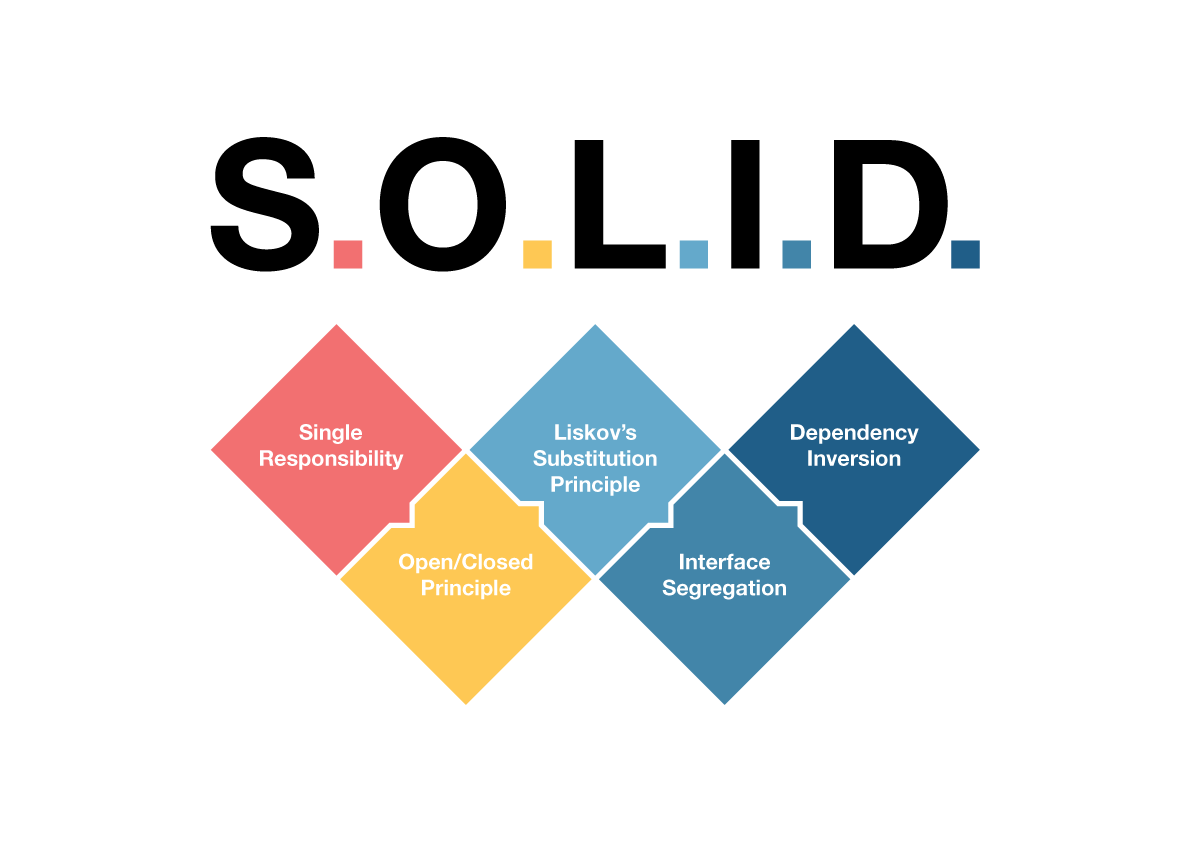 S.O.L.I.D.
Single
Responsibility
Liskov’s
Substitution
Principle
Dependency
Inversion
Open/Closed
Principle
Interface
Segregation